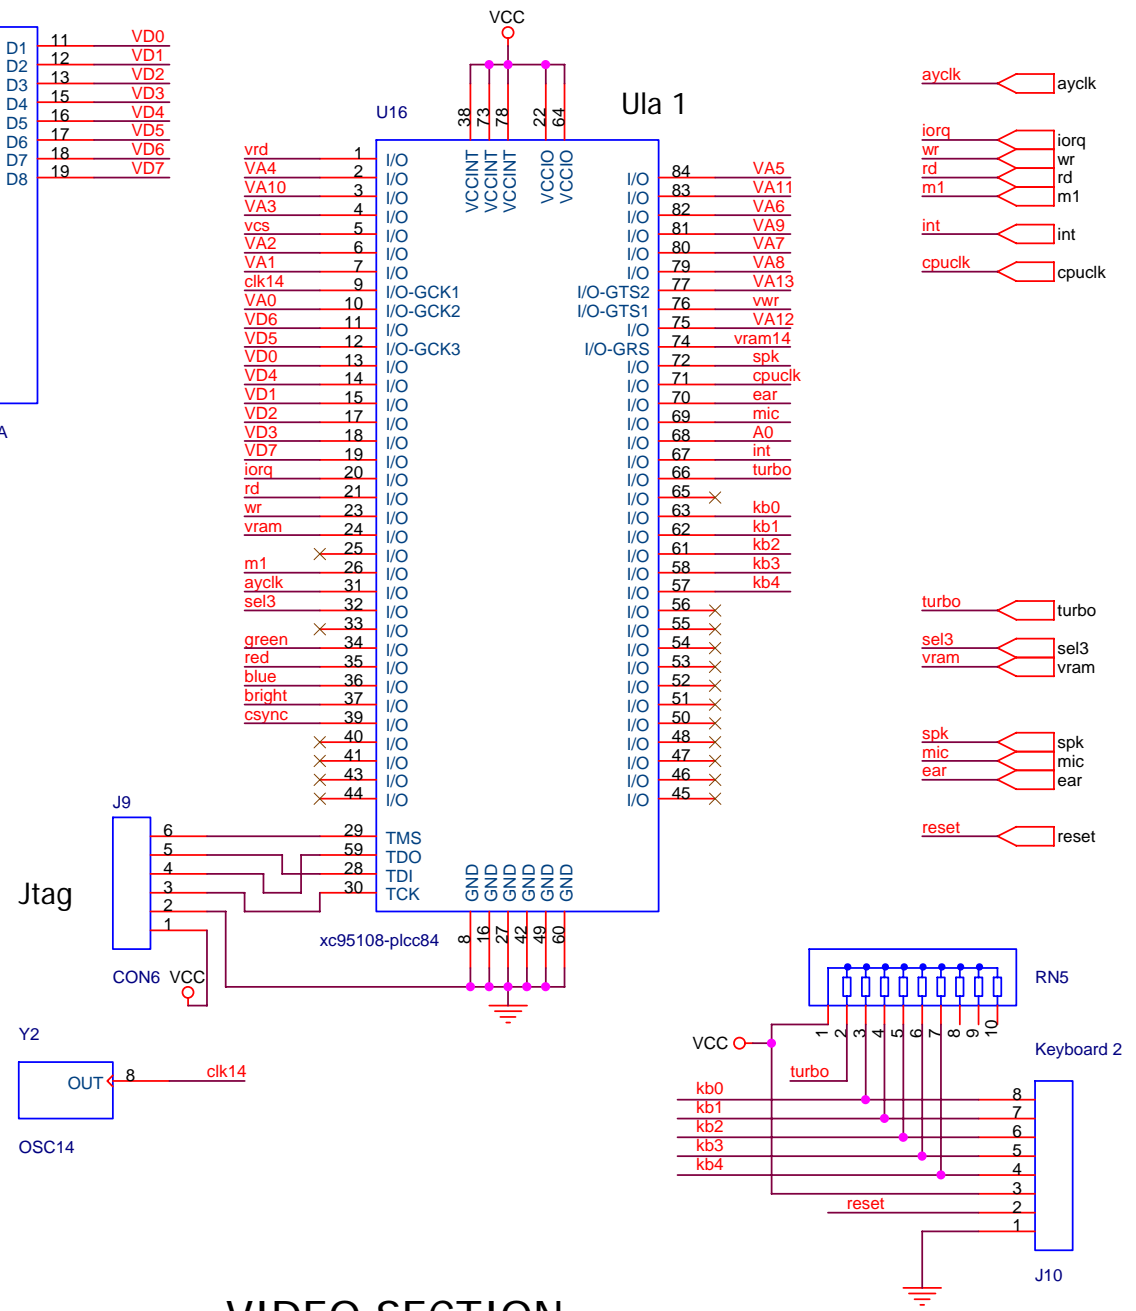 VCC
D1 11 VD0
D2 12 VD1
D3 13 VD2
D4 15 VD3
D5 16 VD4
D6 17 VD5
D7 18 VD6
D8 19 VD7
A
U16
Ula 1
38 73 78 22 64
VCCINT VCCINT VCCINT VCCIO VCCIO
vrd 1 I/O
VA4 2 I/O
VA10 3 I/O
VA3 4 I/O
vcs 5 I/O
VA2 6 I/O
VA1 7 I/O
clk14 9 I/O-GCK1
VA0 10 I/O-GCK2
VD6 11 I/O
VD5 12 I/O-GCK3
VD0 13 I/O
VD4 14 I/O
VD1 15 I/O
VD2 17 I/O
VD3 18 I/O
VD7 19 I/O
iorq 20 I/O
rd 21 I/O
wr 23 I/O
vram 24 I/O
25 I/O
m1 26 I/O
ayclk 31 I/O
sel3 32 I/O
33 I/O
green 34 I/O
red 35 I/O
blue 36 I/O
bright 37 I/O
csync 39 I/O
40 I/O
41 I/O
43 I/O
44 I/O
29 TMS
59 TDO
28 TDI
30 TCK
I/O 84 VA5
I/O 83 VA11
I/O 82 VA6
I/O 81 VA9
I/O 80 VA7
I/O 79 VA8
I/O-GTS2 77 VA13
I/O-GTS1 76 vwr
I/O 75 VA12
I/O-GRS 74 vram14
I/O 72 spk
I/O 71 cpuclk
I/O 70 ear
I/O 69 mic
I/O 68 A0
I/O 67 int
I/O 66 turbo
I/O 65
I/O 63 kb0
I/O 62 kb1
I/O 61 kb2
I/O 58 kb3
I/O 57 kb4
I/O 56
I/O 55
I/O 54
I/O 53
I/O 52
I/O 51
I/O 50
I/O 48
I/O 47
I/O 46
I/O 45
GND GND GND GND GND GND
8 16 27 42 49 60
xc95108-plcc84
ayclk ayclk
iorq iorq
wr wr
rd rd
m1 m1
int int
cpuclk cpuclk
turbo turbo
sel3 sel3
vram vram
spk spk
mic mic
ear ear
reset reset
J9
6
5
4
3
2
1
Jtag
CON6
VCC
Y2
OUT 8 clk14
OSC14
RN5
1 2 3 4 5 6 7 8 9 10
VCC
turbo
Keyboard 2
kb0 8
kb1 7
kb2 6
kb3 5
kb4 4
3
reset 2
1
J10
VIDEO SECTION